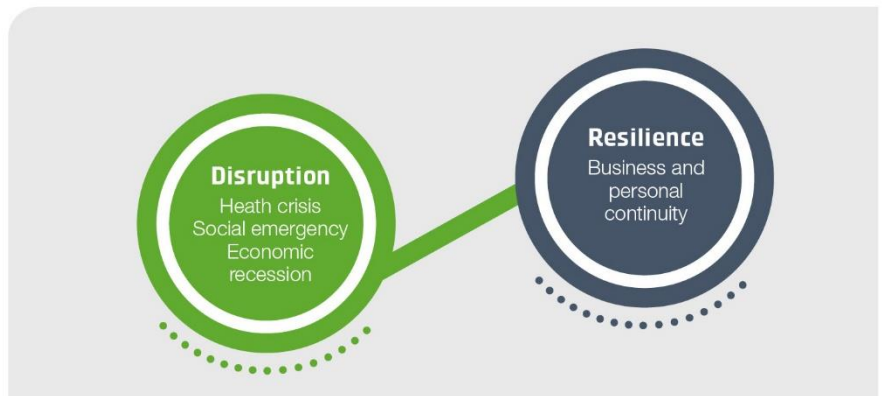 Disruption
Heath crisis
Social emergency
Economic
recession
Resilience
Business and
personal
continuity